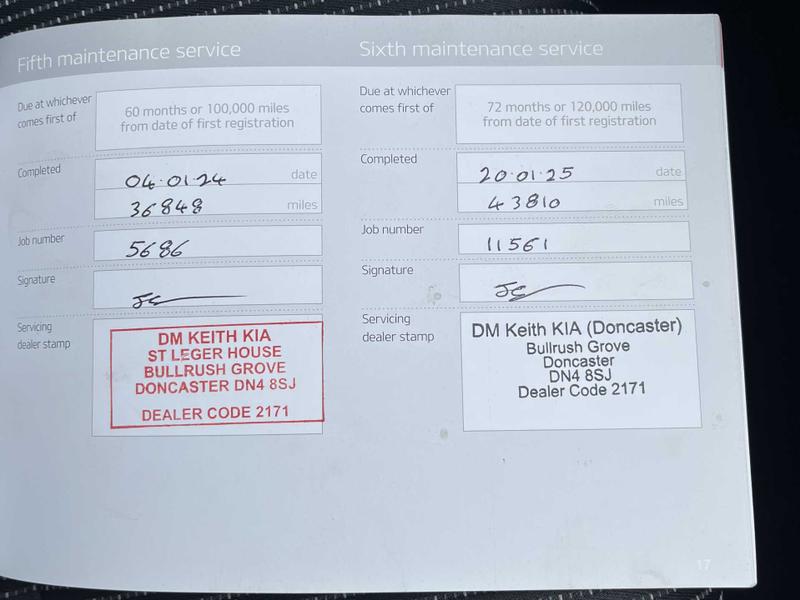 Fifth maintenance service
Due at whichever
comes first of
60 months or 100,000 miles
from date of first registration
Completed
04.01.24 date
36848 miles
Job number
5686
Signature
Servicing
dealer stamp
DM KEITH KIA
ST LEGER HOUSE
BULLRUSH GROVE
DONCASTER DN4 8SJ
DEALER CODE 2171
Sixth maintenance service
Due at whichever
comes first of
72 months or 120,000 miles
from date of first registration
Completed
20.01.25 date
43810 miles
Job number
11561
Signature
Servicing
dealer stamp
DM Keith KIA (Doncaster)
Bullrush Grove
Doncaster
DN4 8SJ
Dealer Code 2171
17